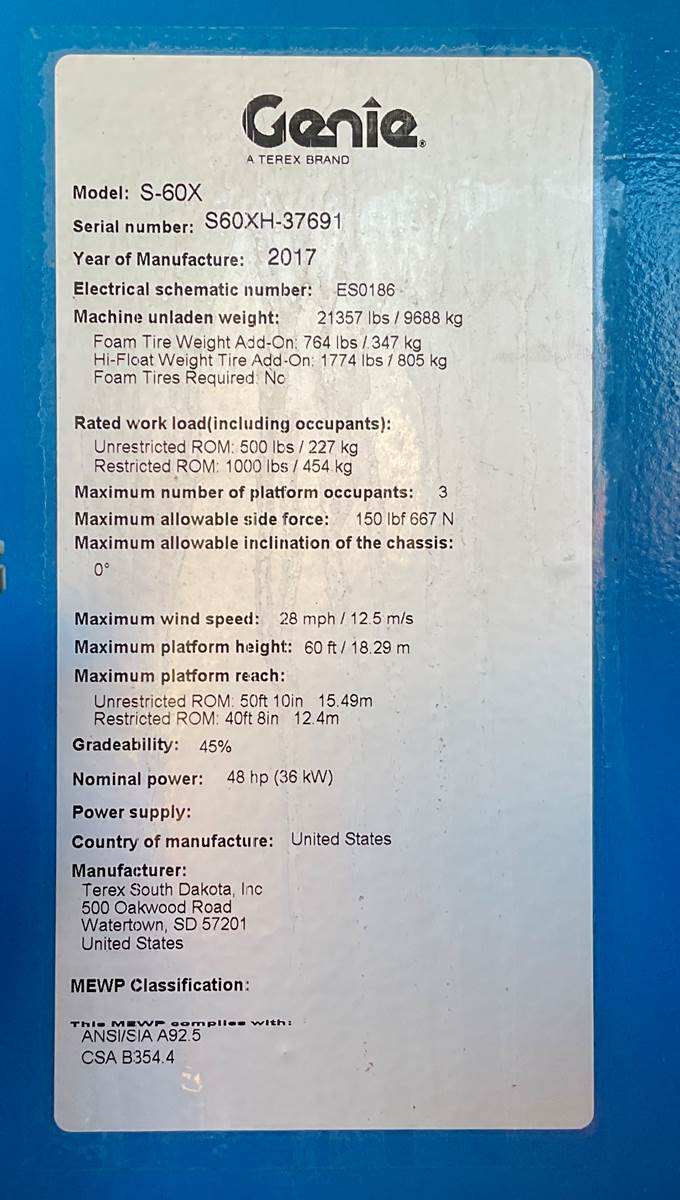 Genie®
A TEREX BRAND
Model: S-60X
Serial number: S60XH-37691
Year of Manufacture: 2017
Electrical schematic number: ES0186
Machine unladen weight: 21357 lbs / 9688 kg
Foam Tire Weight Add-On: 764 lbs / 347 kg
Hi-Float Weight Tire Add-On: 1774 lbs / 805 kg
Foam Tires Required: No
Rated work load(including occupants):
Unrestricted ROM: 500 lbs / 227 kg
Restricted ROM: 1000 lbs / 454 kg
Maximum number of platform occupants: 3
Maximum allowable side force: 150 lbf 667 N
Maximum allowable inclination of the chassis:
0°
Maximum wind speed: 28 mph / 12.5 m/s
Maximum platform height: 60 ft / 18.29 m
Maximum platform reach:
Unrestricted ROM: 50ft 10in 15.49m
Restricted ROM: 40ft 8in 12.4m
Gradeability: 45%
Nominal power: 48 hp (36 kW)
Power supply:
Country of manufacture: United States
Manufacturer:
Terex South Dakota, Inc
500 Oakwood Road
Watertown, SD 57201
United States
MEWP Classification:
This MEWP complies with:
ANSI/SIA A92.5
CSA B354.4